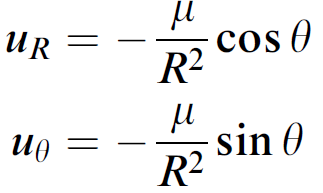 u_R = − μ/R² cos θ
u_θ = − μ/R² sin θ